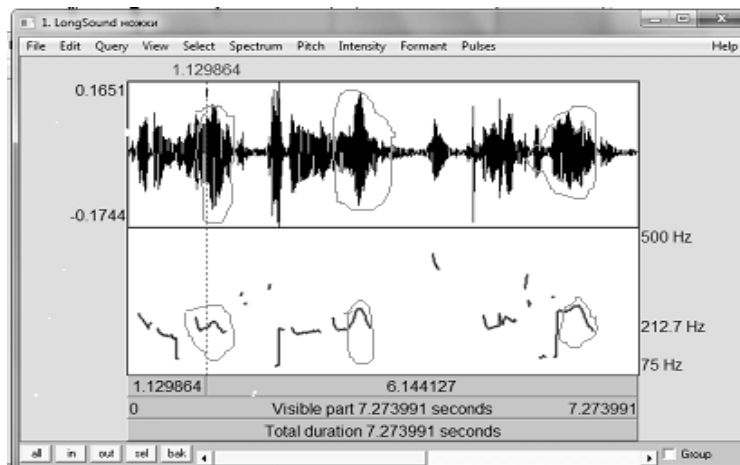 1. LongSound ножки
File Edit Query View Select Spectrum Pitch Intensity Formant Pulses Help
1.129864
0.1651
-0.1744
500 Hz
212.7 Hz
75 Hz
1.129864 6.144127
0 Visible part 7.273991 seconds 7.273991
Total duration 7.273991 seconds
all in out sel bak Group